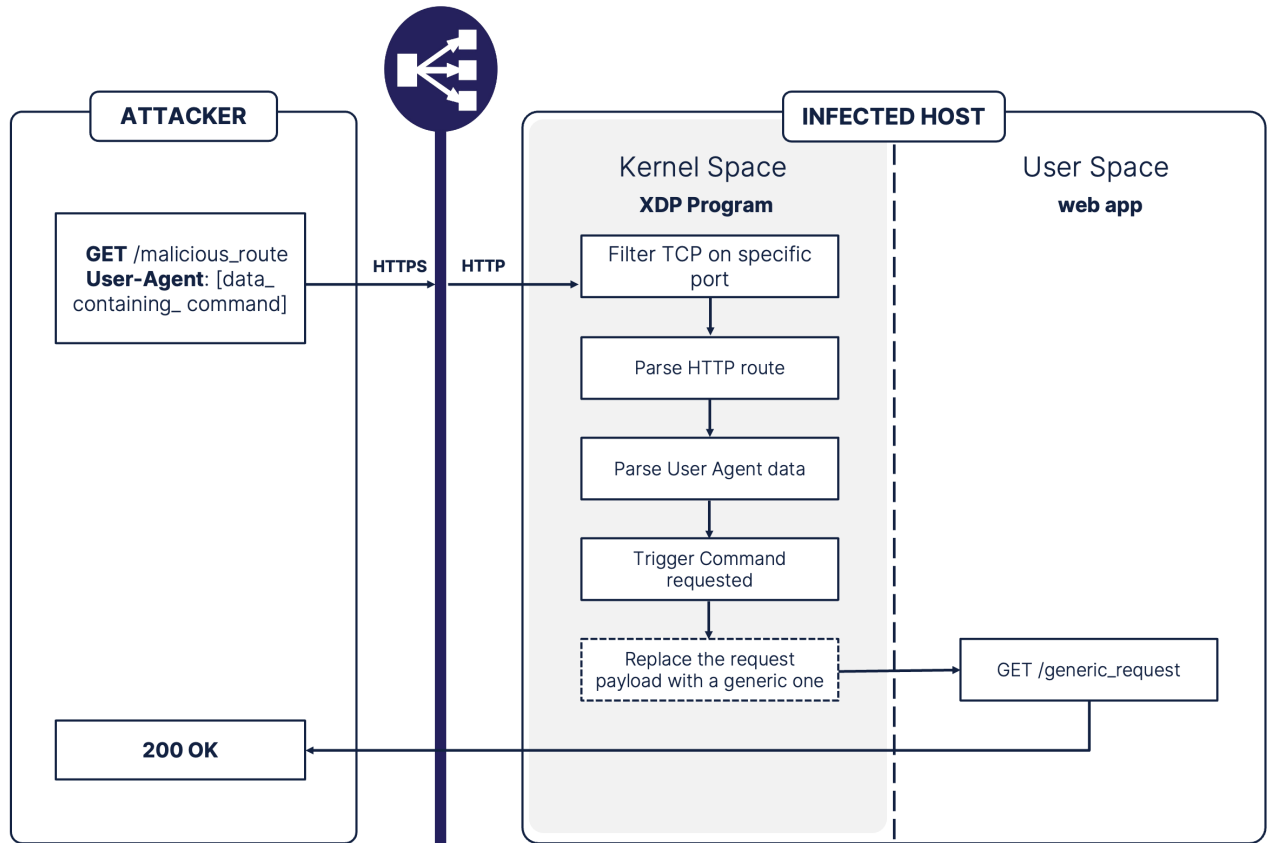 ATTACKER
INFECTED HOST
Kernel Space
User Space
XDP Program
web app
GET /malicious_route
User-Agent: [data_
containing_ command]
HTTPS
HTTP
Filter TCP on specific
port
Parse HTTP route
Parse User Agent data
Trigger Command
requested
Replace the request
payload with a generic one
GET /generic_request
200 OK